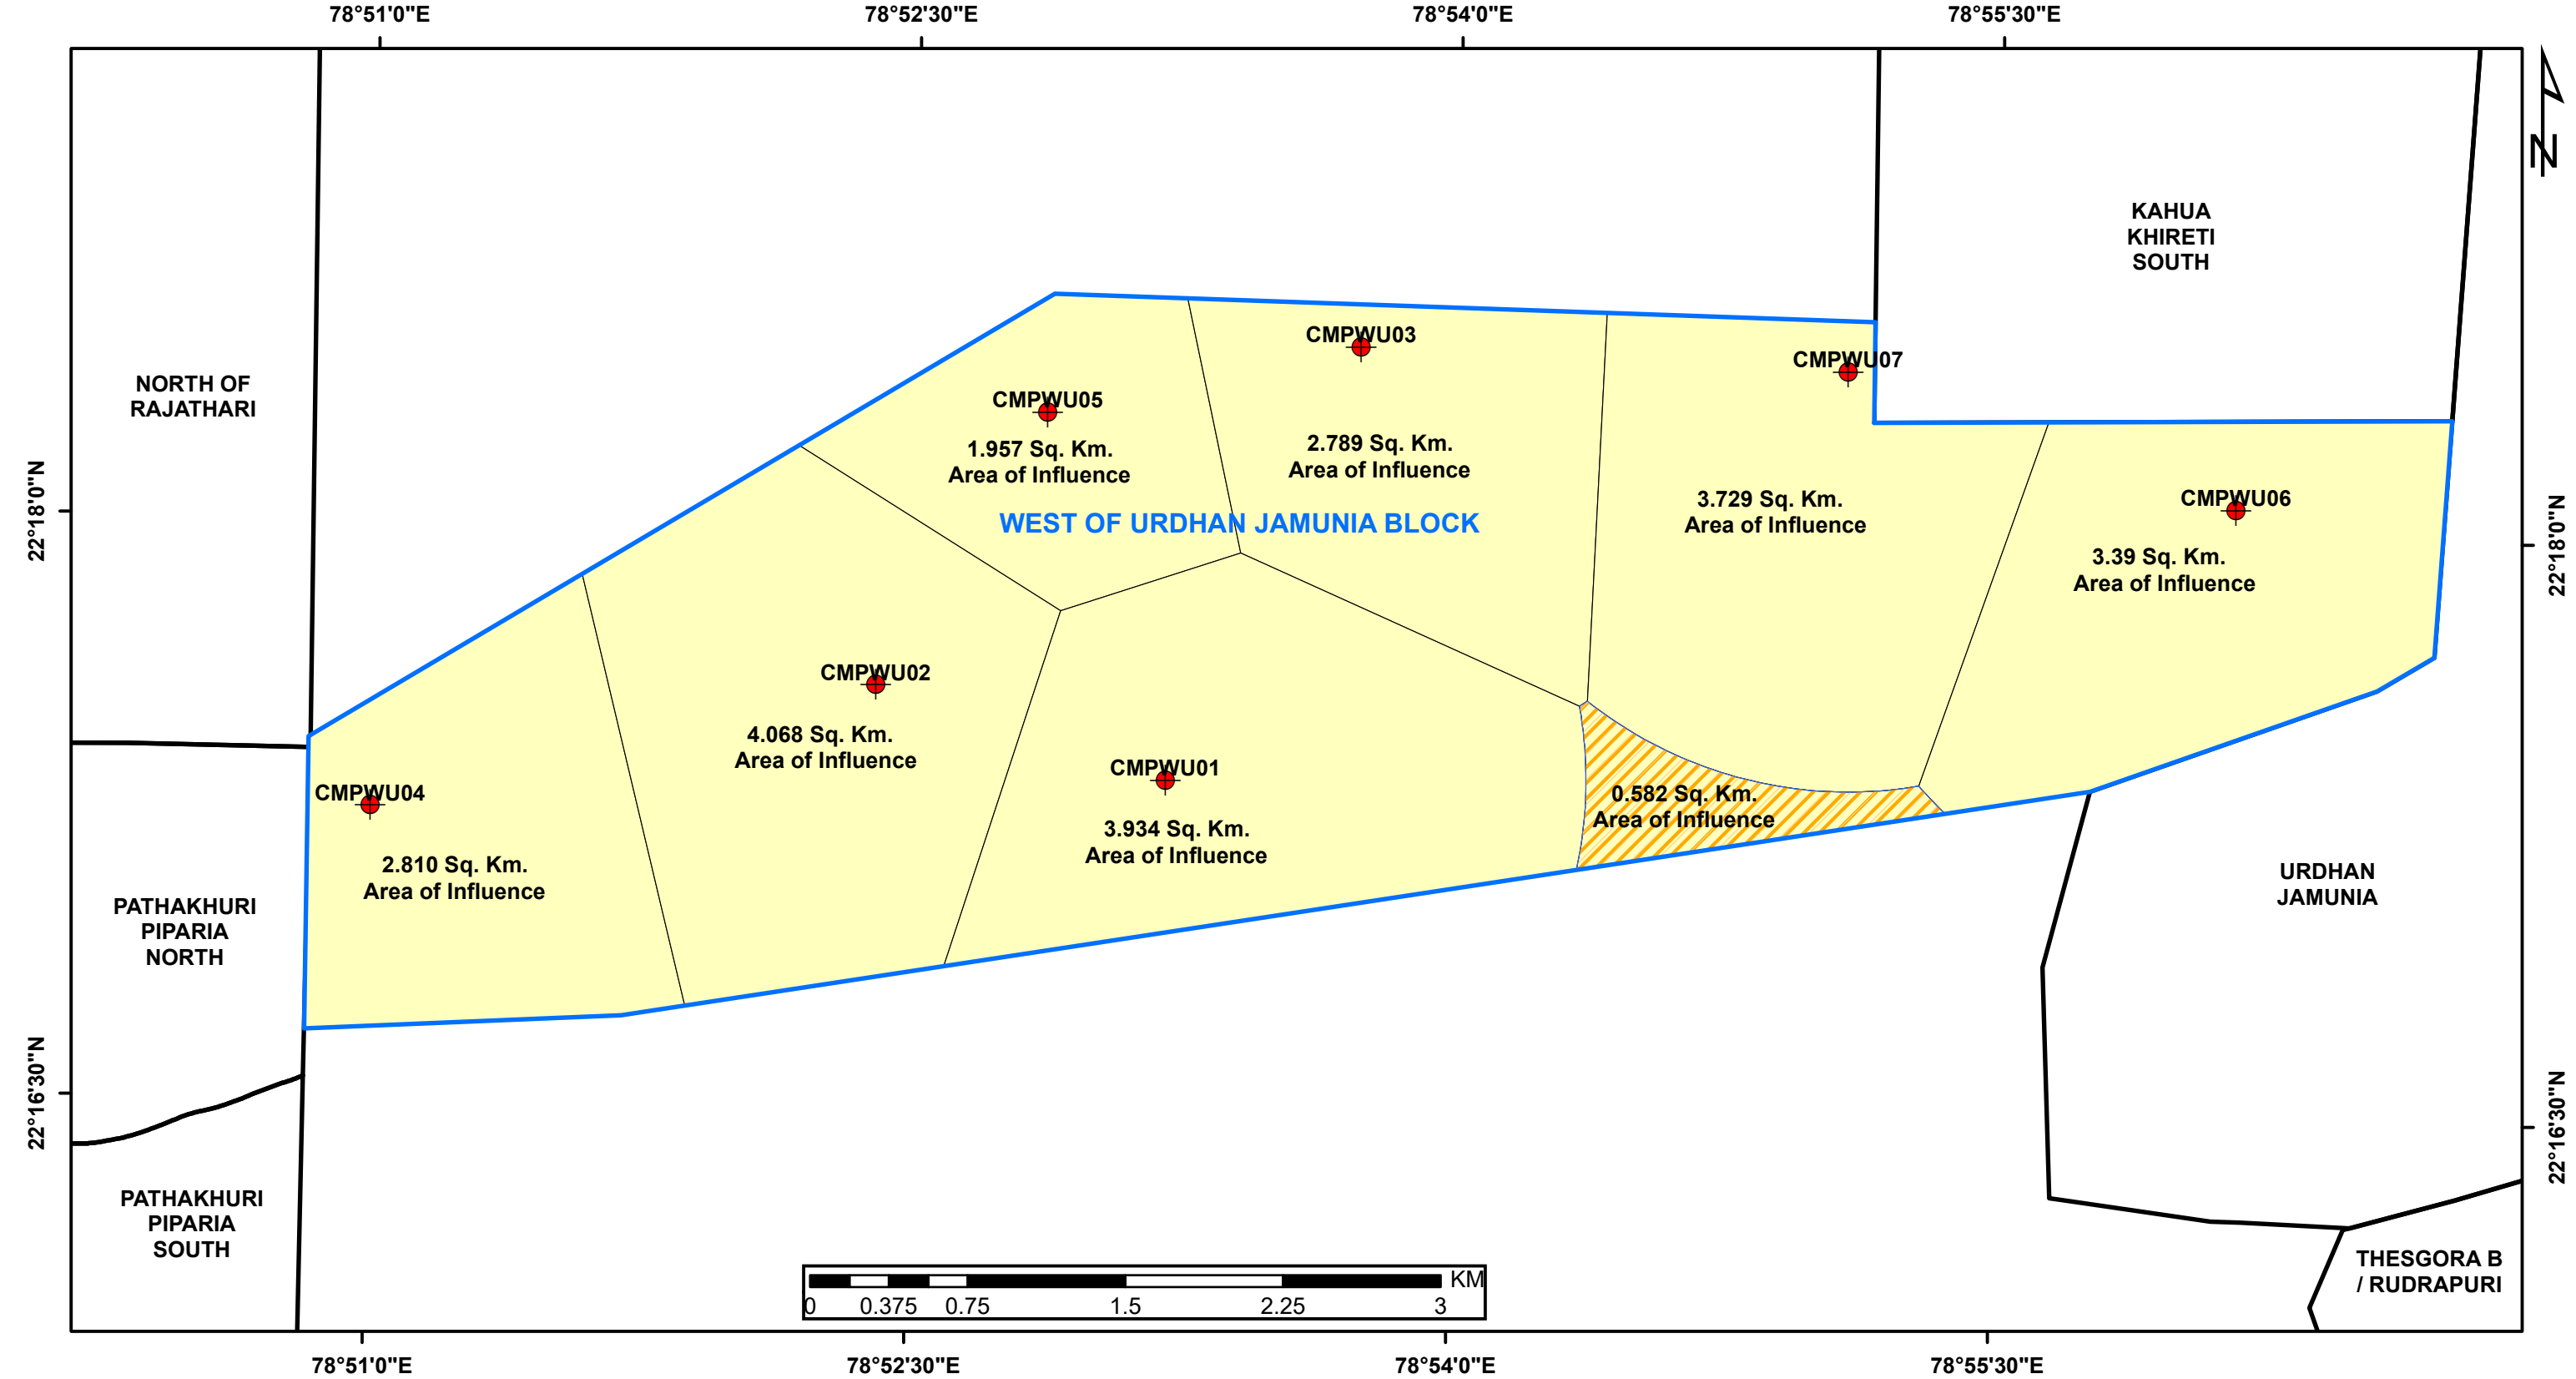 78°51'0"E
78°52'30"E
78°54'0"E
78°55'30"E
N
KAHUA
KHIRETI
SOUTH
NORTH OF
RAJATHARI
CMPWU03
CMPWU07
CMPWU05
1.957 Sq. Km.
Area of Influence
2.789 Sq. Km.
Area of Influence
3.729 Sq. Km.
Area of Influence
CMPWU06
3.39 Sq. Km.
Area of Influence
WEST OF URDHAN JAMUNIA BLOCK
22°18'0"N
22°18'0"N
CMPWU02
4.068 Sq. Km.
Area of Influence
CMPWU01
3.934 Sq. Km.
Area of Influence
CMPWU04
2.810 Sq. Km.
Area of Influence
0.582 Sq. Km.
Area of Influence
PATHAKHURI
PIPARIA
NORTH
URDHAN
JAMUNIA
22°16'30"N
22°16'30"N
PATHAKHURI
PIPARIA
SOUTH
THESGORA B
/ RUDRAPURI
KM
0
0.375
0.75
1.5
2.25
3
78°51'0"E
78°52'30"E
78°54'0"E
78°55'30"E